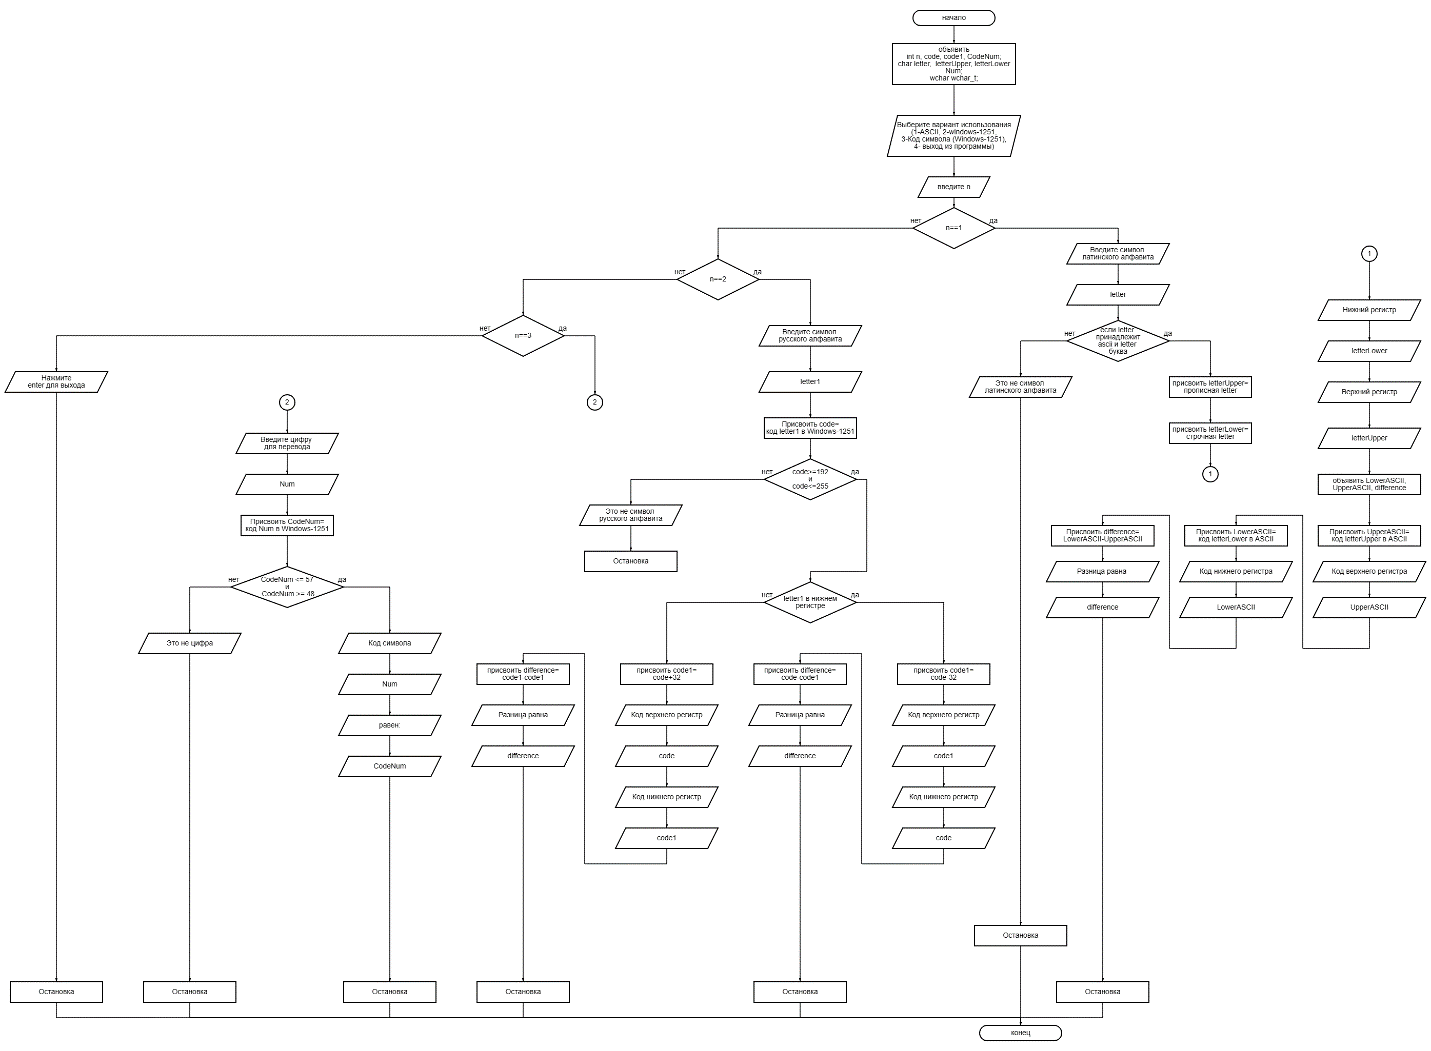 начало
объявить
int n, code, code1, CodeNum;
char letter, letterUpper, letterLower
Num;
wchar wchar_t;
Выберите вариант использования
(1-ASCII, 2-windows-1251,
3-Код символа (Windows-1251),
4- выход из программы)
введите n
нет
n==1
да
Введите символ
латинского алфавита
letter
нет
если letter
принадлежит
ascii и letter
буква
да
Это не символ
латинского алфавита
присвоить letterUpper=
прописная letter
присвоить letterLower=
строчная letter
1
1
Нижний регистр
letterLower
Верхний регистр
letterUpper
объявить LowerASCII,
UpperASCII, difference
Присвоить difference=
LowerASCII-UpperASCII
Присвоить LowerASCII=
код letterLower в ASCII
Присвоить UpperASCII=
код letterUpper в ASCII
Разница равна
Код нижнего регистра
Код верхнего регистра
difference
LowerASCII
UpperASCII
нет
n==2
да
Введите символ
русского алфавита
letter1
Присвоить code=
код letter1 в Windows-1251
нет
code>=192
и
code<=255
да
Это не символ
русского алфавита
Остановка
нет
letter1 в нижнем
регистре
да
присвоить difference=
code1-code1
присвоить code1=
code+32
присвоить difference=
code-code1
присвоить code1=
code-32
Разница равна
Код верхнего регистр
Разница равна
Код верхнего регистр
difference
code
difference
code1
Код нижнего регистр
Код нижнего регистр
code1
code
нет
n==3
да
2
Нажмите
enter для выхода
2
Введите цифру
для перевода
Num
Присвоить CodeNum=
код Num в Windows-1251
нет
CodeNum <= 57
и
CodeNum >= 48
да
Это не цифра
Код символа
Num
равен:
CodeNum
Остановка
Остановка
Остановка
Остановка
Остановка
Остановка
Остановка
конец